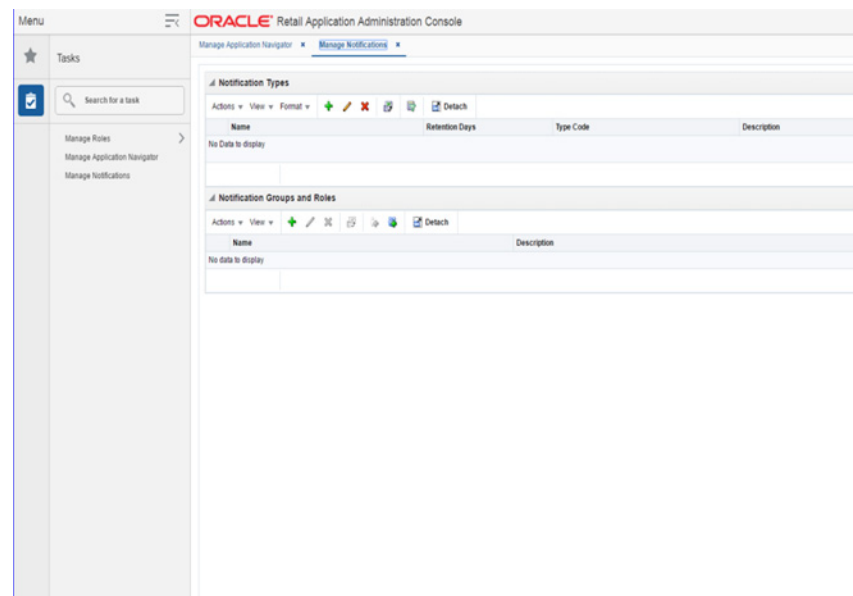 Menu
ORACLE® Retail Application Administration Console
Manage Application Navigator × Manage Notifications ×
Tasks
Search for a task
Manage Roles
Manage Application Navigator
Manage Notifications
Notification Types
Actions View Format Detach
Name Retention Days Type Code Description
No Data to display
Notification Groups and Roles
Actions View Detach
Name Description
No data to display